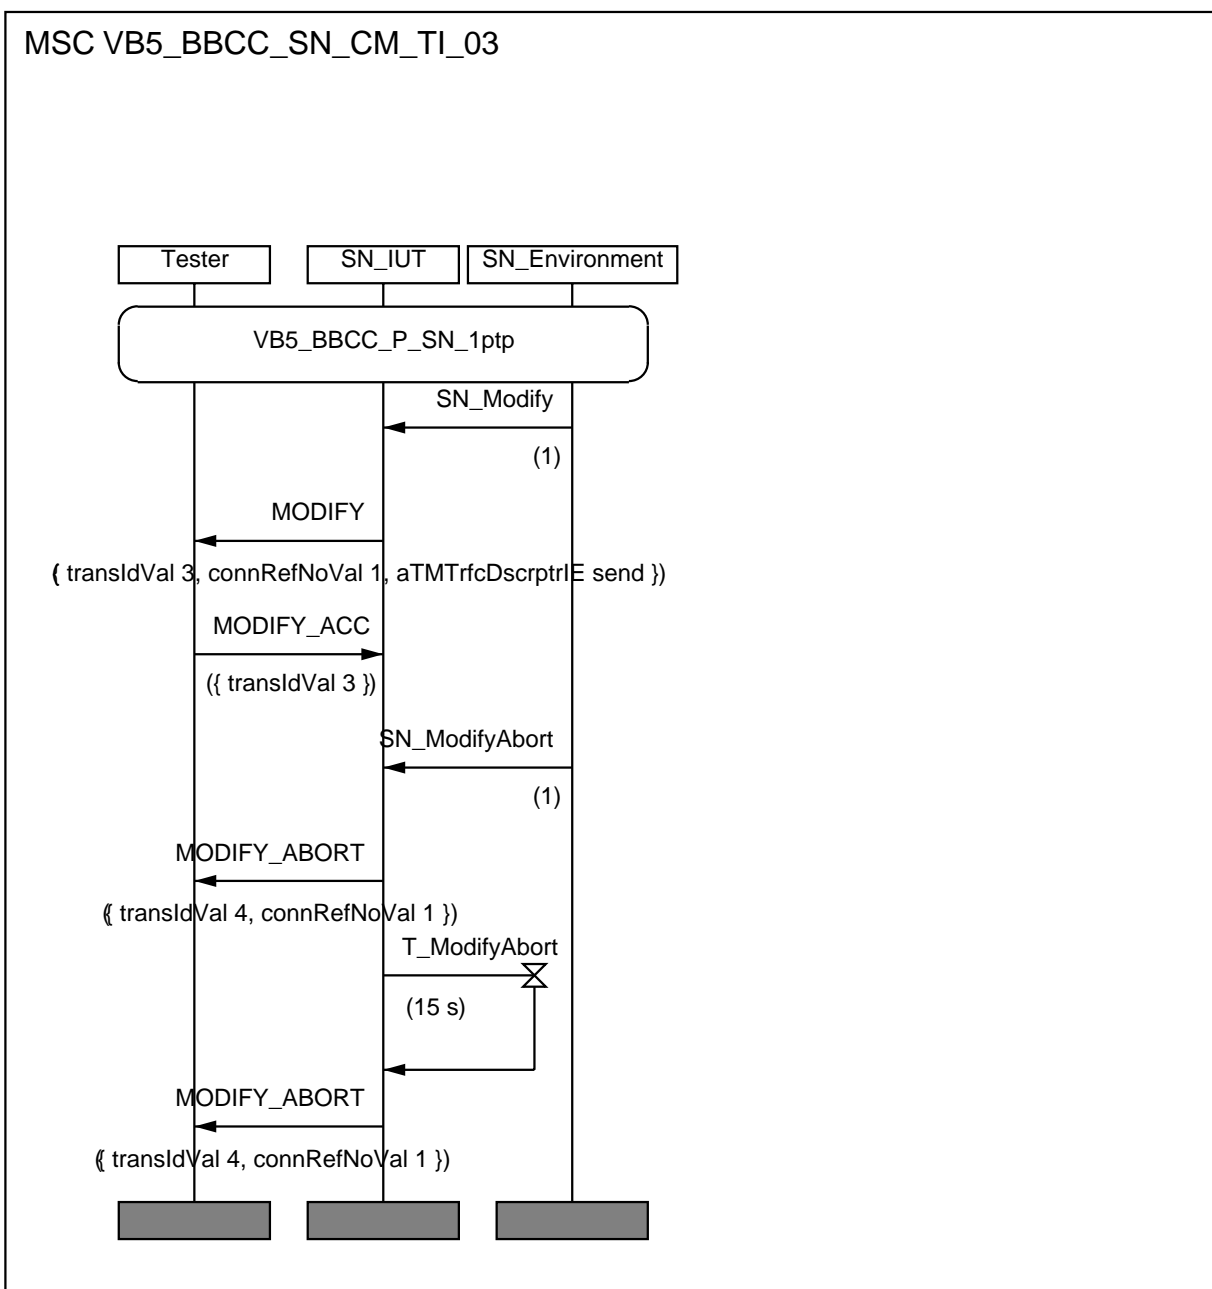 MSC VB5_BBCC_SN_CM_TI_03
Tester SN_IUT SN_Environment
VB5_BBCC_P_SN_1ptp
SN_Modify
(1)
MODIFY
({ transIdVal 3, connRefNoVal 1, aTMTrfcDscrptrIE send })
MODIFY_ACC
({ transIdVal 3 })
SN_ModifyAbort
(1)
MODIFY_ABORT
({ transIdVal 4, connRefNoVal 1 })
T_ModifyAbort
(15 s)
MODIFY_ABORT
({ transIdVal 4, connRefNoVal 1 })